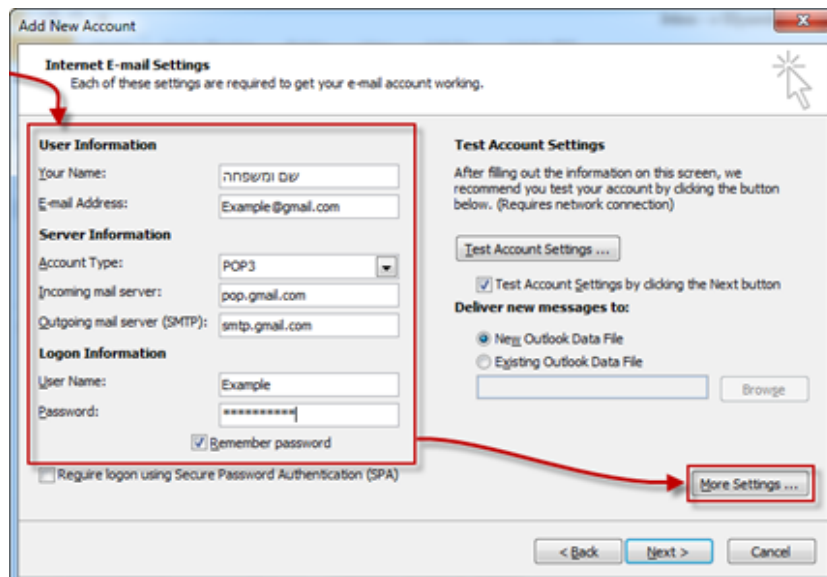 Add New Account
Internet E-mail Settings
Each of these settings are required to get your e-mail account working.
User Information
Your Name: שם ומשפחה
E-mail Address: Example@gmail.com
Server Information
Account Type: POP3
Incoming mail server: pop.gmail.com
Outgoing mail server (SMTP): smtp.gmail.com
Logon Information
User Name: Example
Password: **********
Remember password
Require logon using Secure Password Authentication (SPA)
Test Account Settings
After filling out the information on this screen, we
recommend you test your account by clicking the button
below. (Requires network connection)
Test Account Settings ...
Test Account Settings by clicking the Next button
Deliver new messages to:
New Outlook Data File
Existing Outlook Data File
Browse
More Settings ...
< Back Next > Cancel